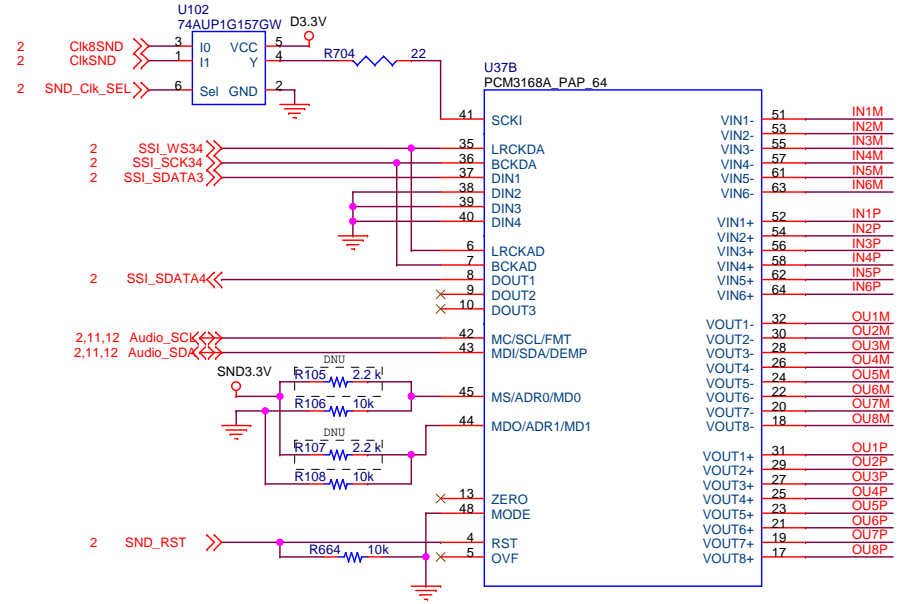 U102
74AUP1G157GW D3.3V
2 Clk8SND 3 I0 VCC 5
2 ClkSND 1 I1 Y 4 R704 22
2 SND_Clk_SEL 6 Sel GND 2
U37B
PCM3168A_PAP_64
41 SCKI VIN1- 51 IN1M
VIN2- 53 IN2M
2 SSI_WS34 35 LRCKDA VIN3- 55 IN3M
2 SSI_SCK34 36 BCKDA VIN4- 57 IN4M
2 SSI_SDATA3 37 DIN1 VIN5- 61 IN5M
38 DIN2 VIN6- 63 IN6M
39 DIN3
40 DIN4 VIN1+ 52 IN1P
VIN2+ 54 IN2P
6 LRCKAD VIN3+ 56 IN3P
7 BCKAD VIN4+ 58 IN4P
2 SSI_SDATA4 8 DOUT1 VIN5+ 62 IN5P
9 DOUT2 VIN6+ 64 IN6P
10 DOUT3
VOUT1- 32 OU1M
2,11,12 Audio_SCK 42 MC/SCL/FMT VOUT2- 30 OU2M
2,11,12 Audio_SDA 43 MDI/SDA/DEMP VOUT3- 28 OU3M
DNU VOUT4- 26 OU4M
SND3.3V R105 2.2 k VOUT5- 24 OU5M
45 MS/ADR0/MD0 VOUT6- 22 OU6M
R106 10k VOUT7- 20 OU7M
44 MDO/ADR1/MD1 VOUT8- 18 OU8M
DNU
R107 2.2 k VOUT1+ 31 OU1P
VOUT2+ 29 OU2P
R108 10k VOUT3+ 27 OU3P
13 ZERO VOUT4+ 25 OU4P
48 MODE VOUT5+ 23 OU5P
VOUT6+ 21 OU6P
2 SND_RST 4 RST VOUT7+ 19 OU7P
R664 10k 5 OVF VOUT8+ 17 OU8P